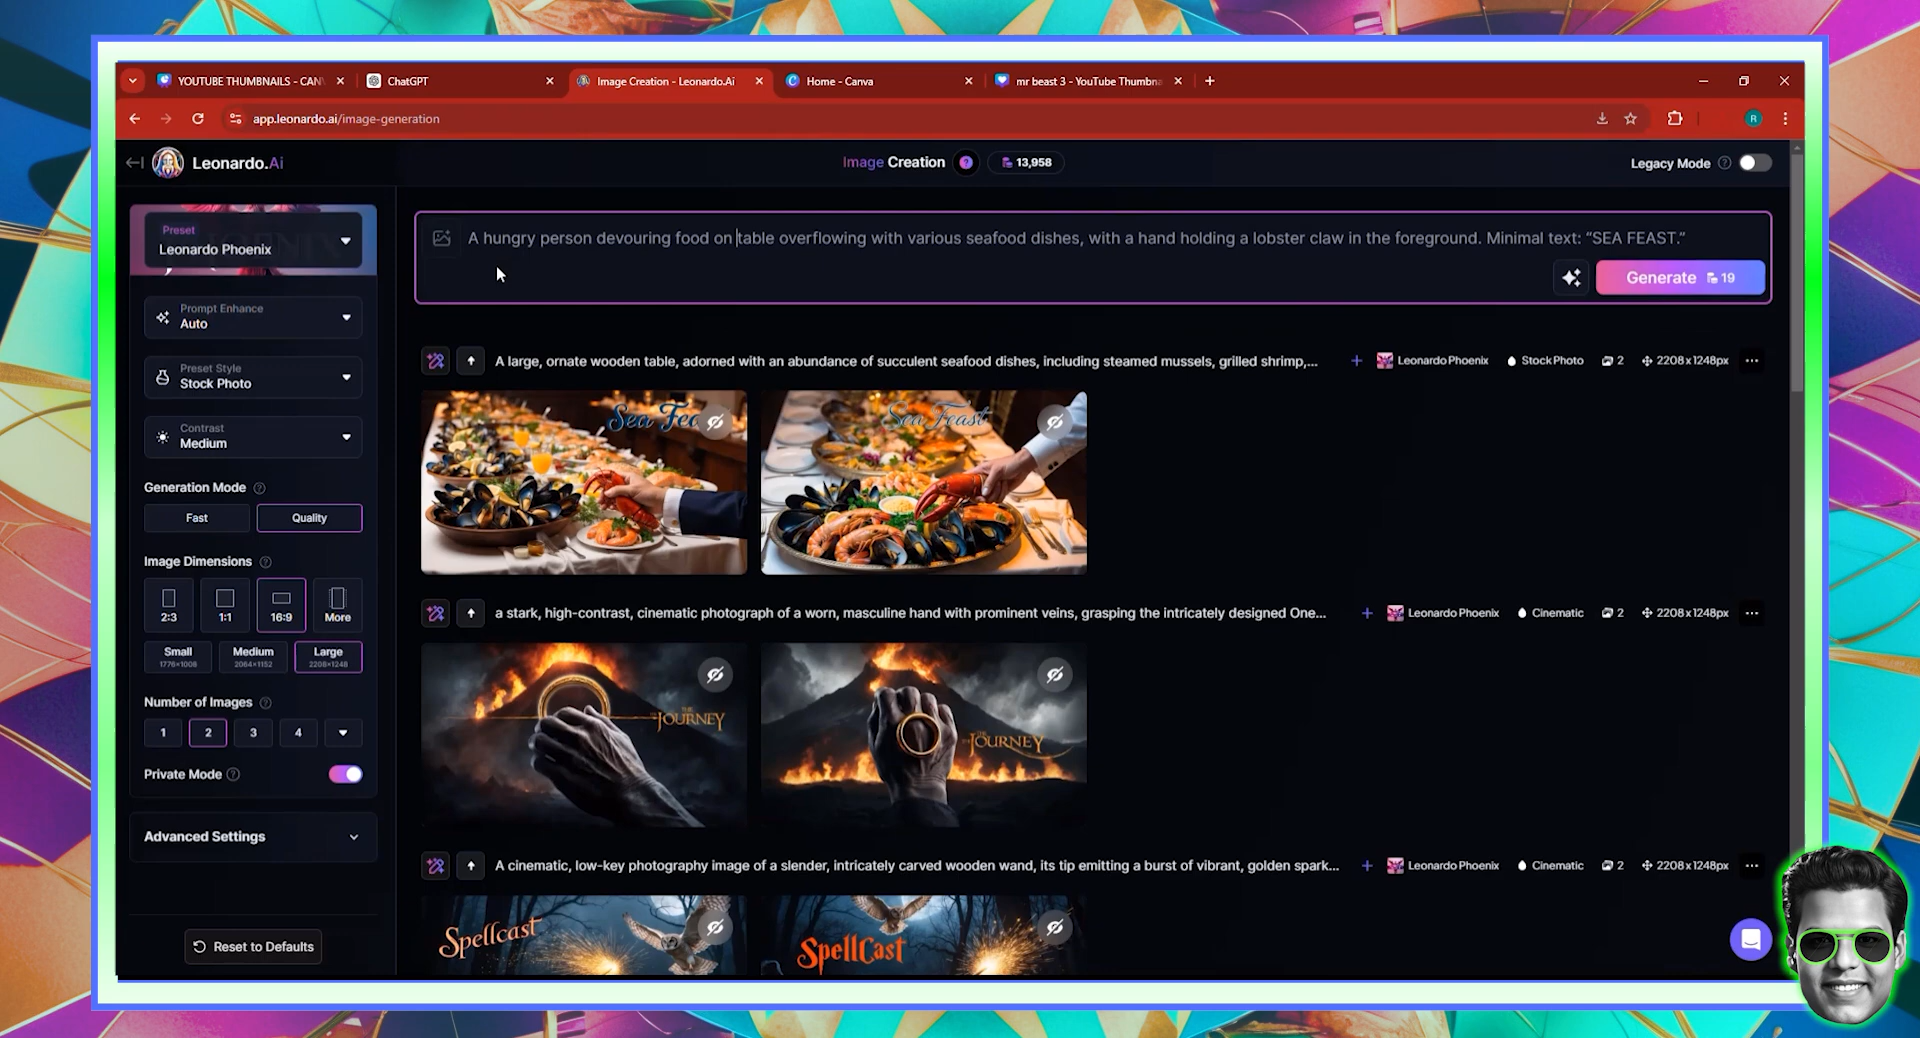 YOUTUBE THUMBNAILS - CAN
ChatGPT
Image Creation - Leonardo.Ai
Home - Canva
mr beast 3 - YouTube Thumbna
app.leonardo.ai/image-generation
R
Leonardo.Ai
Image Creation
13,958
Legacy Mode
Preset
Leonardo Phoenix
A hungry person devouring food on table overflowing with various seafood dishes, with a hand holding a lobster claw in the foreground. Minimal text: “SEA FEAST.”
Generate 19
Prompt Enhance
Auto
Preset Style
Stock Photo
Contrast
Medium
Generation Mode
Fast
Quality
Image Dimensions
2:3
1:1
16:9
More
Small
1776×1008
Medium
2064×1152
Large
2208×1248
Number of Images
1
2
3
4
Private Mode
Advanced Settings
Reset to Defaults
A large, ornate wooden table, adorned with an abundance of succulent seafood dishes, including steamed mussels, grilled shrimp,...
Leonardo Phoenix
Stock Photo
2
2208x1248px
Sea Feast
a stark, high-contrast, cinematic photograph of a worn, masculine hand with prominent veins, grasping the intricately designed One...
Leonardo Phoenix
Cinematic
2
2208x1248px
THE JOURNEY
JOURNEY
A cinematic, low-key photography image of a slender, intricately carved wooden wand, its tip emitting a burst of vibrant, golden spark...
Leonardo Phoenix
Cinematic
2
2208x1248px
Spellcast
SpellCast